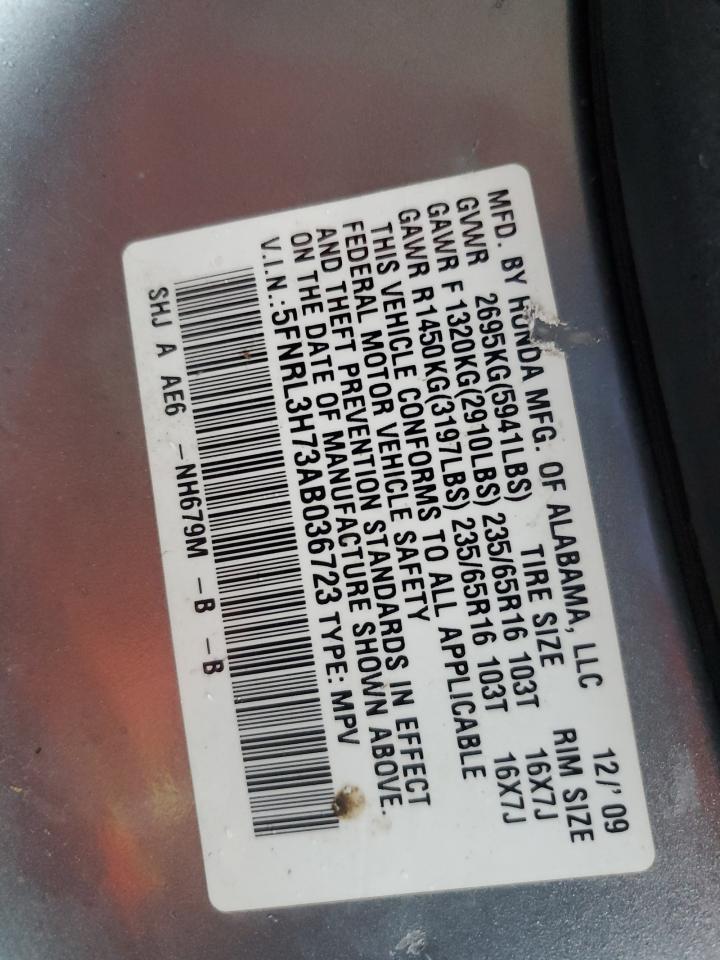 MFD. BY HONDA MFG. OF ALABAMA, LLC 12/'09
GVWR 2695KG(5941LBS) TIRE SIZE RIM SIZE
GAWR F 1320KG(2910LBS) 235/65R16 103T 16X7J
GAWR R1450KG(3197LBS) 235/65R16 103T 16X7J
THIS VEHICLE CONFORMS TO ALL APPLICABLE
FEDERAL MOTOR VEHICLE SAFETY
AND THEFT PREVENTION STANDARDS IN EFFECT
ON THE DATE OF MANUFACTURE SHOWN ABOVE.
V.I.N.: 5FNRL3H73AB036723 TYPE: MPV
SHJ A AE6 -NH679M -B -B